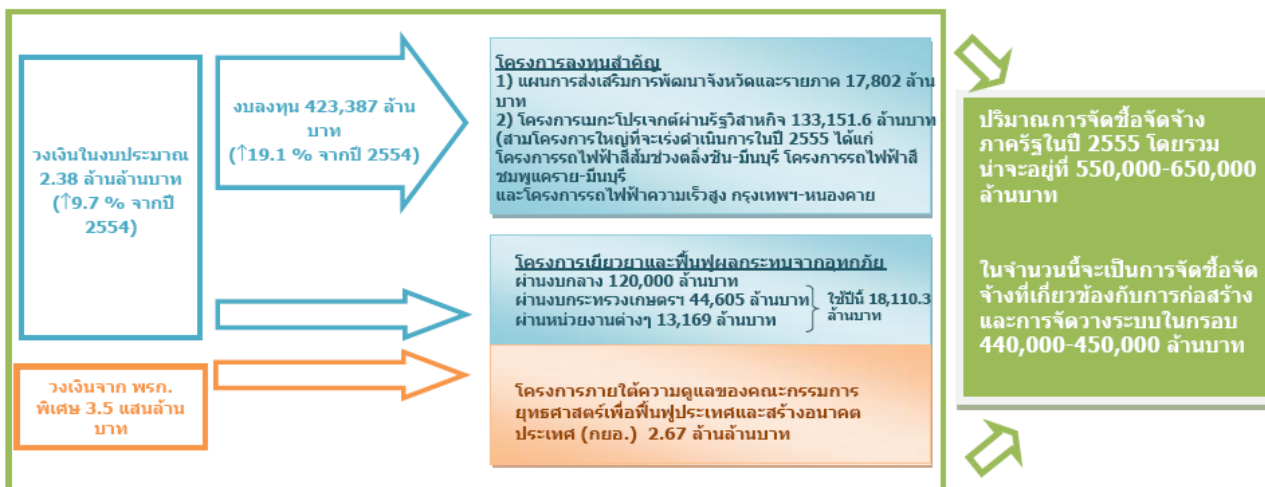 วงเงินในงบประมาณ
2.38 ล้านล้านบาท
(↑9.7 % จากปี
2554)
งบลงทุน 423,387 ล้าน
บาท
(↑19.1 % จากปี 2554)
โครงการลงทุนสำคัญ
1) แผนการส่งเสริมการพัฒนาจังหวัดและรายภาค 17,802 ล้าน
บาท
2) โครงการเมกะโปรเจกต์ผ่านรัฐวิสาหกิจ 133,151.6 ล้านบาท
(สามโครงการใหญ่ที่จะเร่งดำเนินการในปี 2555 ได้แก่
โครงการรถไฟฟ้าสีส้มช่วงตลิ่งชัน-มีนบุรี โครงการรถไฟฟ้าสี
ชมพูแคราย-มีนบุรี
และโครงการรถไฟฟ้าความเร็วสูง กรุงเทพฯ-หนองคาย
โครงการเยียวยาและฟื้นฟูผลกระทบจากอุทกภัย
ผ่านงบกลาง 120,000 ล้านบาท
ผ่านงบกระทรวงเกษตรฯ 44,605 ล้านบาท
ผ่านหน่วยงานต่างๆ 13,169 ล้านบาท
ใช้ปีนี้ 18,110.3
ล้านบาท
วงเงินจาก พรก.
พิเศษ 3.5 แสนล้าน
บาท
โครงการภายใต้ความดูแลของคณะกรรมการ
ยุทธศาสตร์เพื่อฟื้นฟูประเทศและสร้างอนาคต
ประเทศ (กยอ.) 2.67 ล้านล้านบาท
ปริมาณการจัดซื้อจัดจ้าง
ภาครัฐในปี 2555 โดยรวม
น่าจะอยู่ที่ 550,000-650,000
ล้านบาท
ในจำนวนนี้จะเป็นการจัดซื้อจัด
จ้างที่เกี่ยวข้องกับการก่อสร้าง
และการจัดวางระบบในกรอบ
440,000-450,000 ล้านบาท